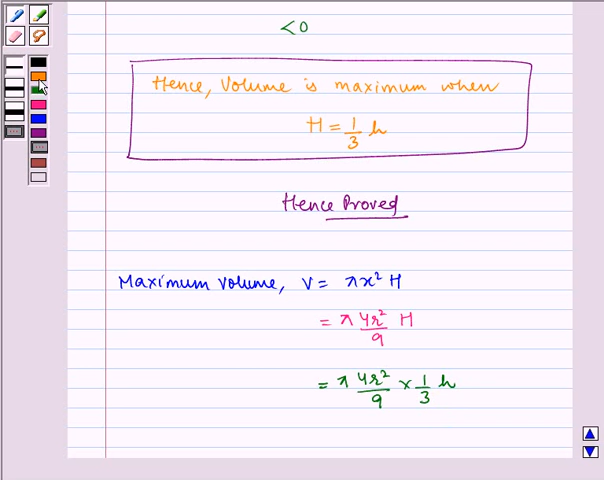 <0
Hence, Volume is maximum when
H = 1/3 h
Hence Proved
Maximum volume, V = πx² H
= π 4r²/9 H
= π 4r²/9 × 1/3 h